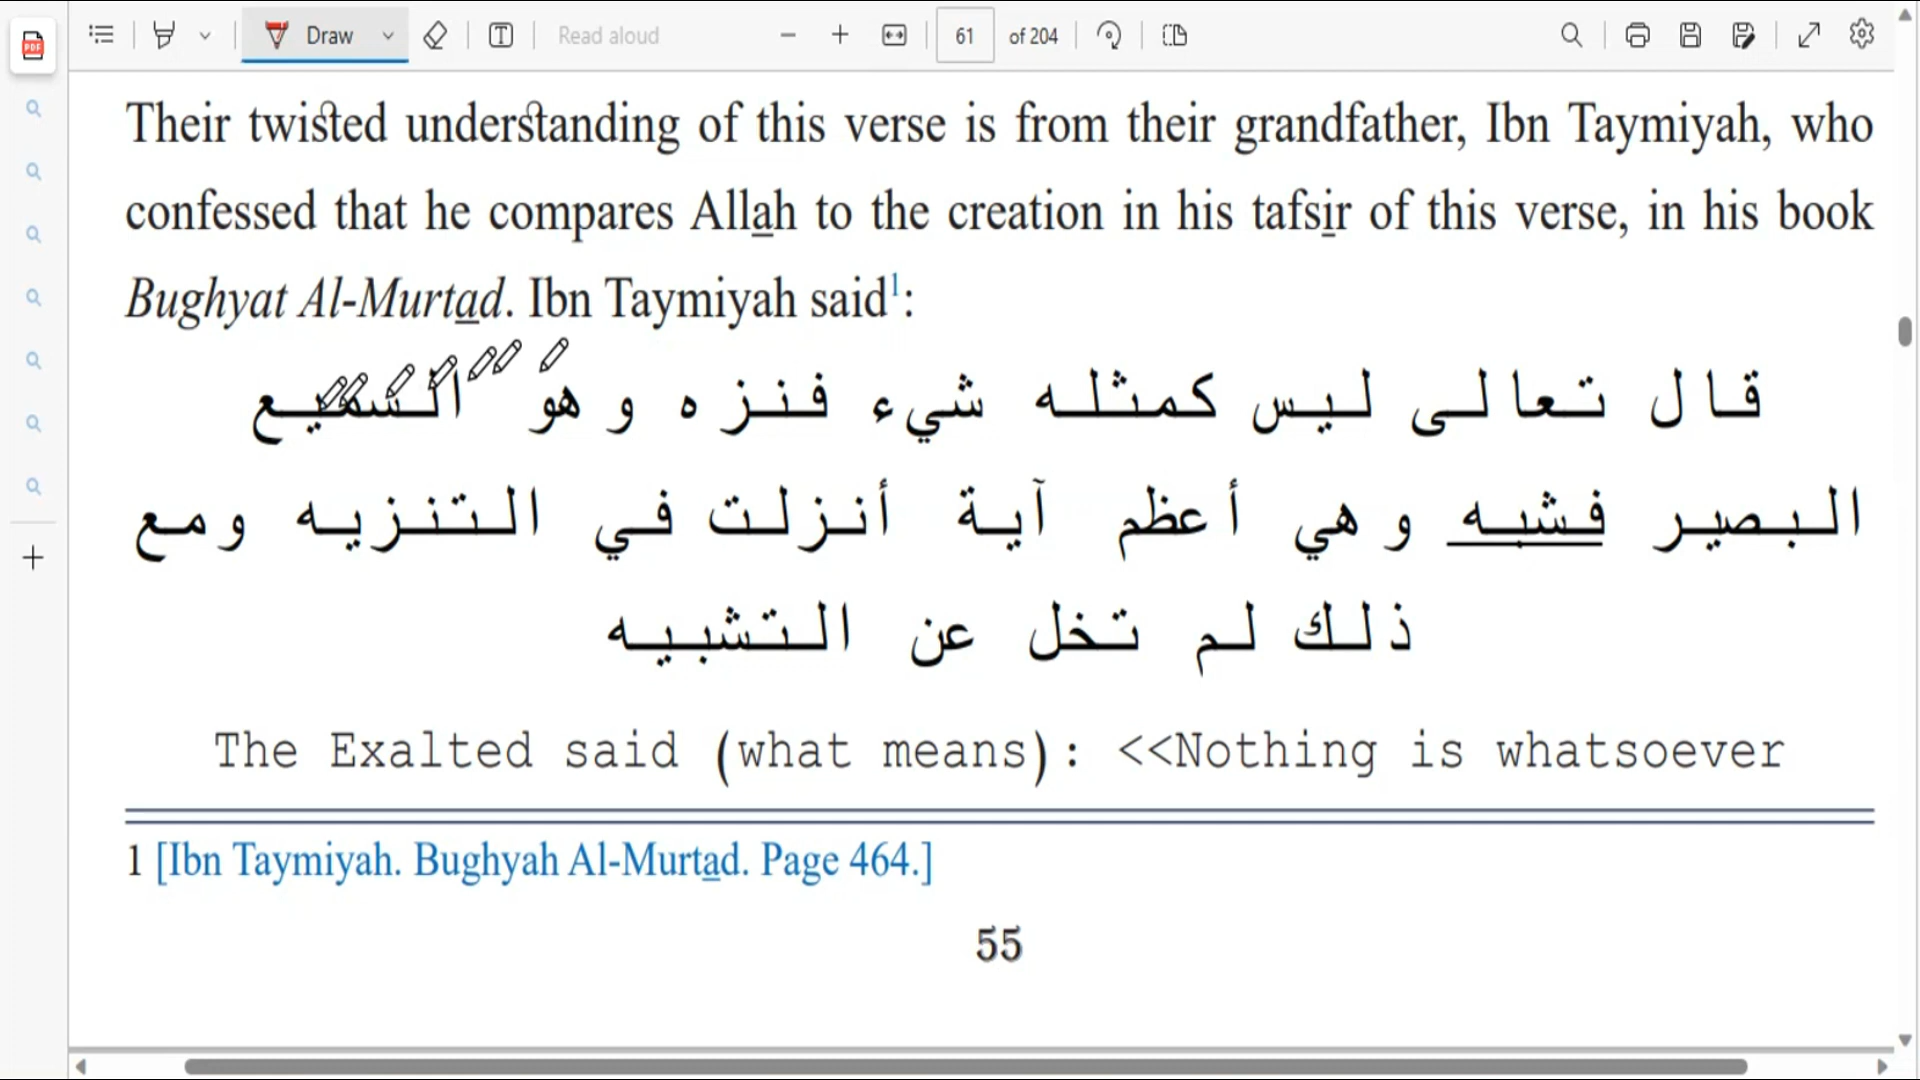 Draw
Read aloud
61
of 204
Their twisted understanding of this verse is from their grandfather, Ibn Taymiyah, who
confessed that he compares Allah to the creation in his tafsir of this verse, in his book
Bughyat Al-Murtad. Ibn Taymiyah said1:
قال تعالى ليس كمثله شيء فنزه وهو السميع
البصير فشبه وهي أعظم آية أنزلت في التنزيه ومع
ذلك لم تخل عن التشبيه
The Exalted said (what means): <<Nothing is whatsoever
1 [Ibn Taymiyah. Bughyah Al-Murtad. Page 464.]
55